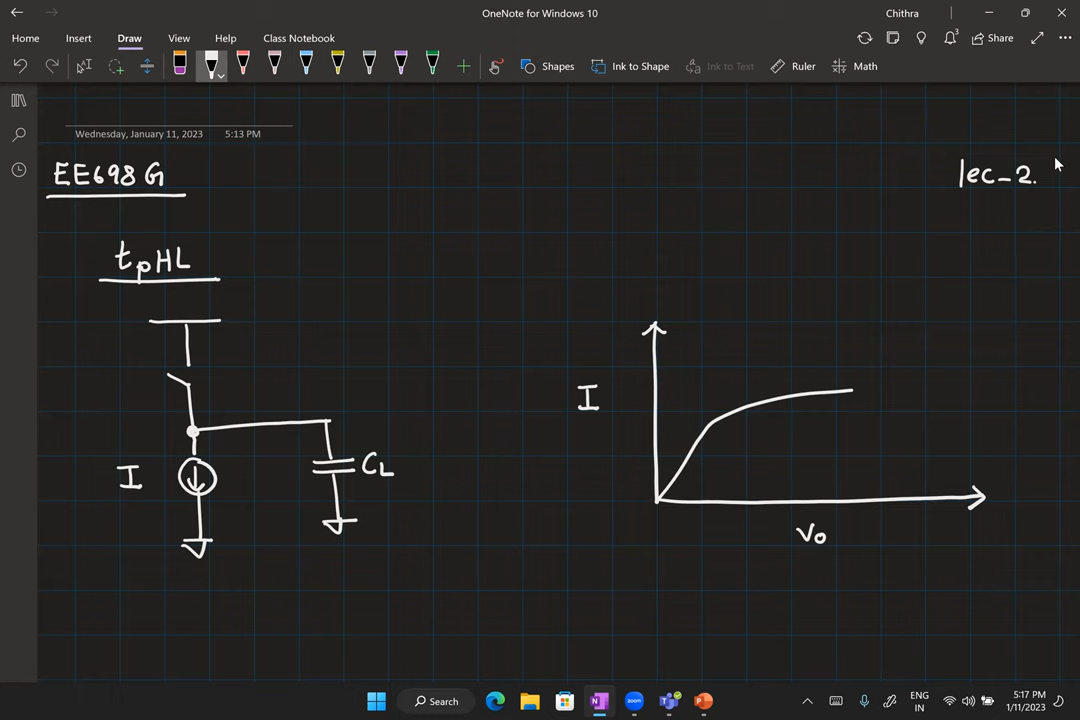 OneNote for Windows 10
Chithra
Home Insert Draw View Help Class Notebook
3 Share
Shapes Ink to Shape Ink to Text Ruler Math
Wednesday, January 11, 2023 5:13 PM
EE698G
lec-2.
tpHL
I
CL
I
Vo
Search
zoom
ENG
IN
5:17 PM
1/11/2023